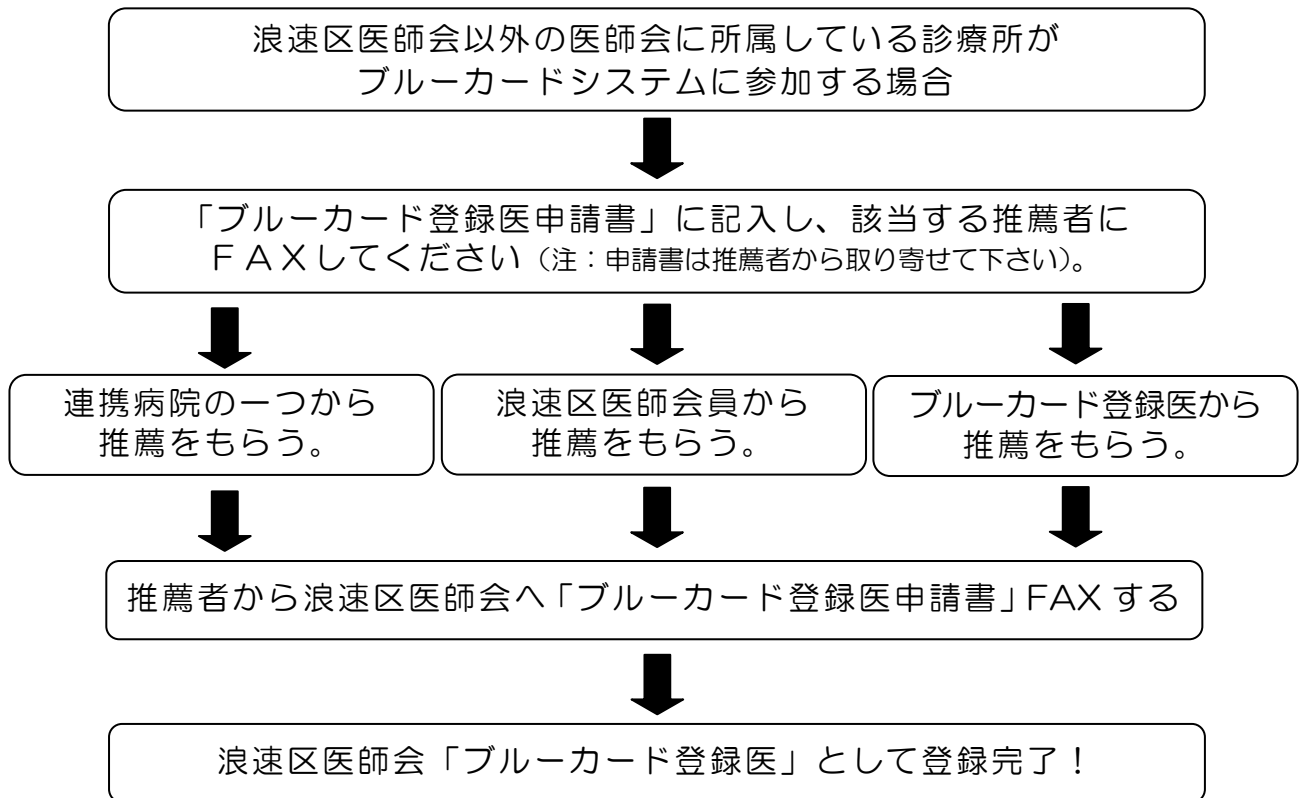 浪速区医師会以外の医師会に所属している診療所が
ブルーカードシステムに参加する場合
「ブルーカード登録医申請書」に記入し、該当する推薦者に
ＦＡＸしてください（注：申請書は推薦者から取り寄せて下さい）。
連携病院の一つから
推薦をもらう。
浪速区医師会員から
推薦をもらう。
ブルーカード登録医から
推薦をもらう。
推薦者から浪速区医師会へ「ブルーカード登録医申請書」FAX する
浪速区医師会「ブルーカード登録医」として登録完了！